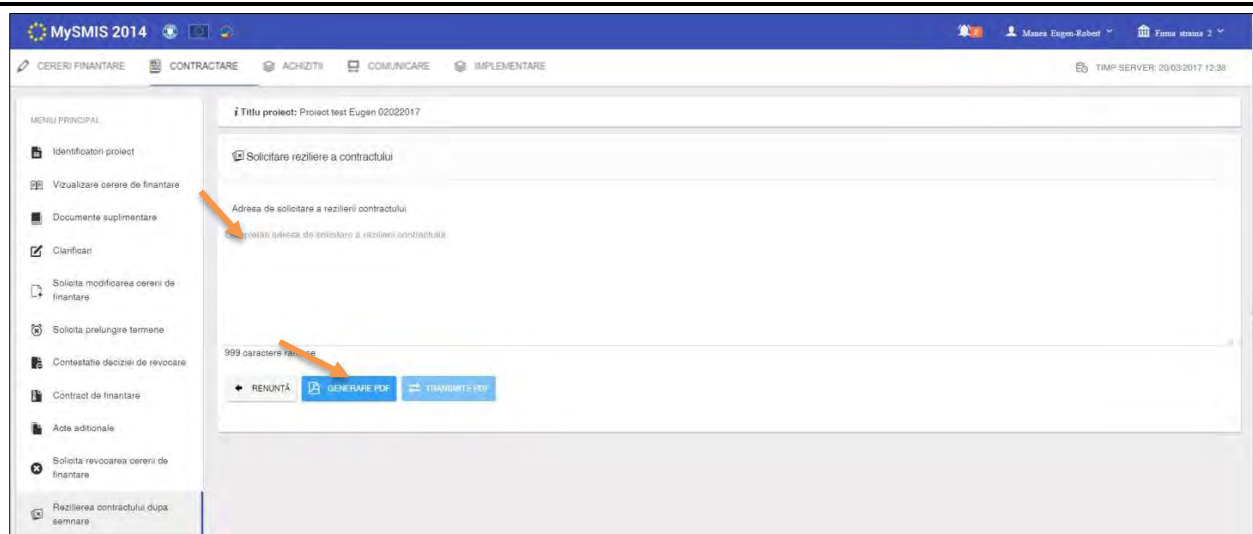 MySMIS 2014
Manea Eugen-Robert
Firma straina 2
CERERI FINANTARE
CONTRACTARE
ACHIZITII
COMUNICARE
IMPLEMENTARE
TIMP SERVER: 20/03/2017 12:38
MENIU PRINCIPAL
i Titlu proiect: Proiect test Eugen 02022017
Identificatori proiect
Solicitare reziliere a contractului
Vizualizare cerere de finantare
Adresa de solicitare a rezilierii contractului
Documente suplimentare
adresa de solicitare a rezilierii contractului
Clarificari
Solicita modificarea cererii de
finantare
Solicita prelungire termene
999 caractere
Contestatie deciziei de revocare
RENUNȚĂ
GENERARE PDF
TRANSMITE PDF
Contract de finantare
Acte aditionale
Solicita revocarea cererii de
finantare
Rezilierea contractului dupa
semnare